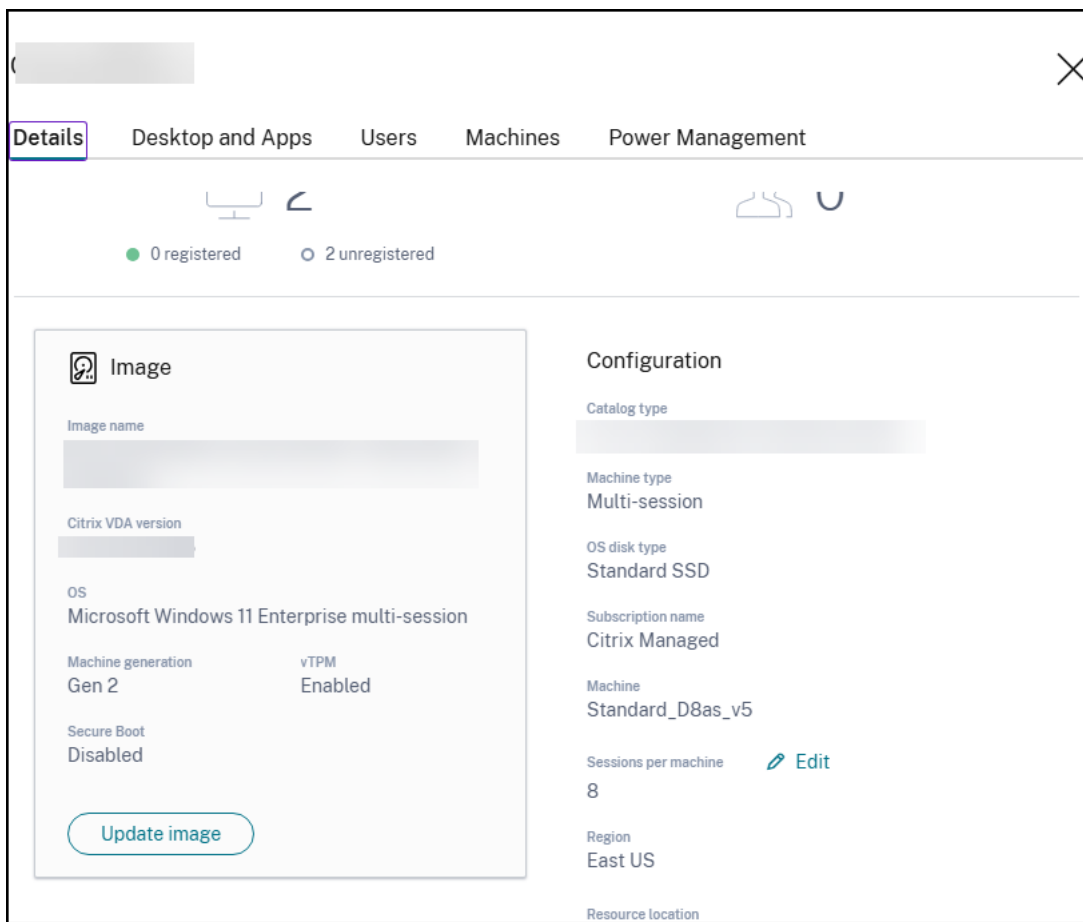 Details Desktop and Apps Users Machines Power Management
2 0
0 registered 2 unregistered
Image
Image name
Citrix VDA version
OS
Microsoft Windows 11 Enterprise multi-session
Machine generation vTPM
Gen 2 Enabled
Secure Boot
Disabled
Update image
Configuration
Catalog type
Machine type
Multi-session
OS disk type
Standard SSD
Subscription name
Citrix Managed
Machine
Standard_D8as_v5
Sessions per machine Edit
8
Region
East US
Resource location